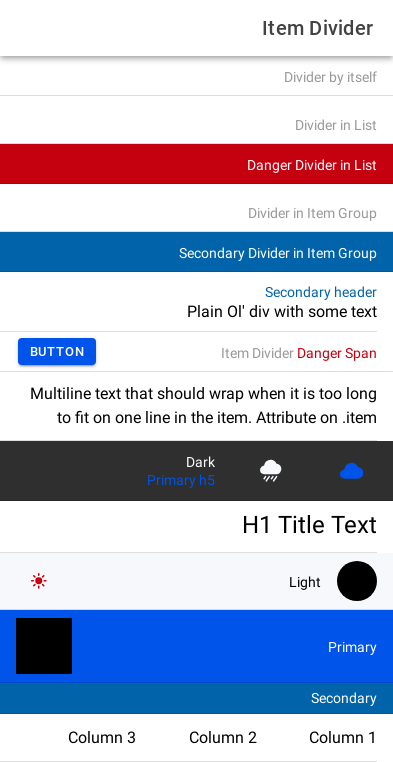 Item Divider
Divider by itself
Divider in List
Danger Divider in List
Divider in Item Group
Secondary Divider in Item Group
Secondary header
Plain Ol' div with some text
Item Divider Danger Span
BUTTON
Multiline text that should wrap when it is too long
to fit on one line in the item. Attribute on .item
Dark
Primary h5
H1 Title Text
Light
Primary
Secondary
Column 1
Column 2
Column 3